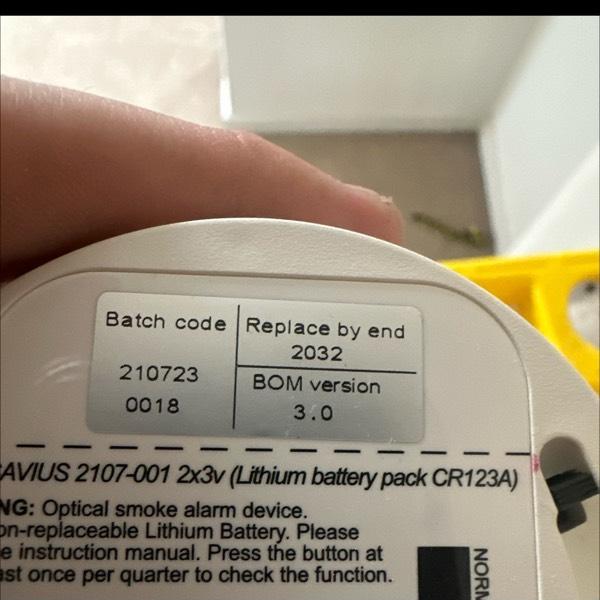 Batch code
210723
0018
Replace by end
2032
BOM version
3.0
CAVIUS 2107-001 2x3v (Lithium battery pack CR123A)
Optical smoke alarm device.
Lithium Battery. Please
instruction manual. Press the button at
once per quarter to check the function.